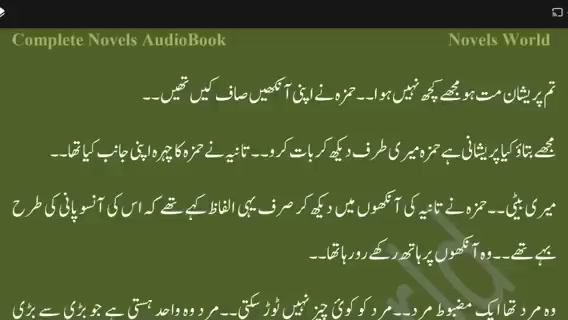 Complete Novels AudioBook
Novels World
تم پریشان مت ہو مجھے کچھ نہیں ہوا۔۔ حمزہ نے اپنی آنکھیں صاف کیں تھیں۔۔
مجھے بتاؤ کیا پریشانی ہے حمزہ میری طرف دیکھ کر بات کرو۔۔ تانیہ نے حمزہ کا چہرہ اپنی جانب کیا تھا۔۔
میری بیٹی۔۔ حمزہ نے تانیہ کی آنکھوں میں دیکھ کر صرف یہی الفاظ کہے تھے کہ اس کی آنسو پانی کی طرح
بہے تھے۔۔ وہ آنکھوں پر ہاتھ رکھے رو رہا تھا۔۔
وہ مرد تھا ایک مضبوط مرد۔۔ مرد کو کوئی چیز نہیں توڑ سکتی۔۔ مرد وہ واحد ہستی ہے جو بڑی سے بڑی